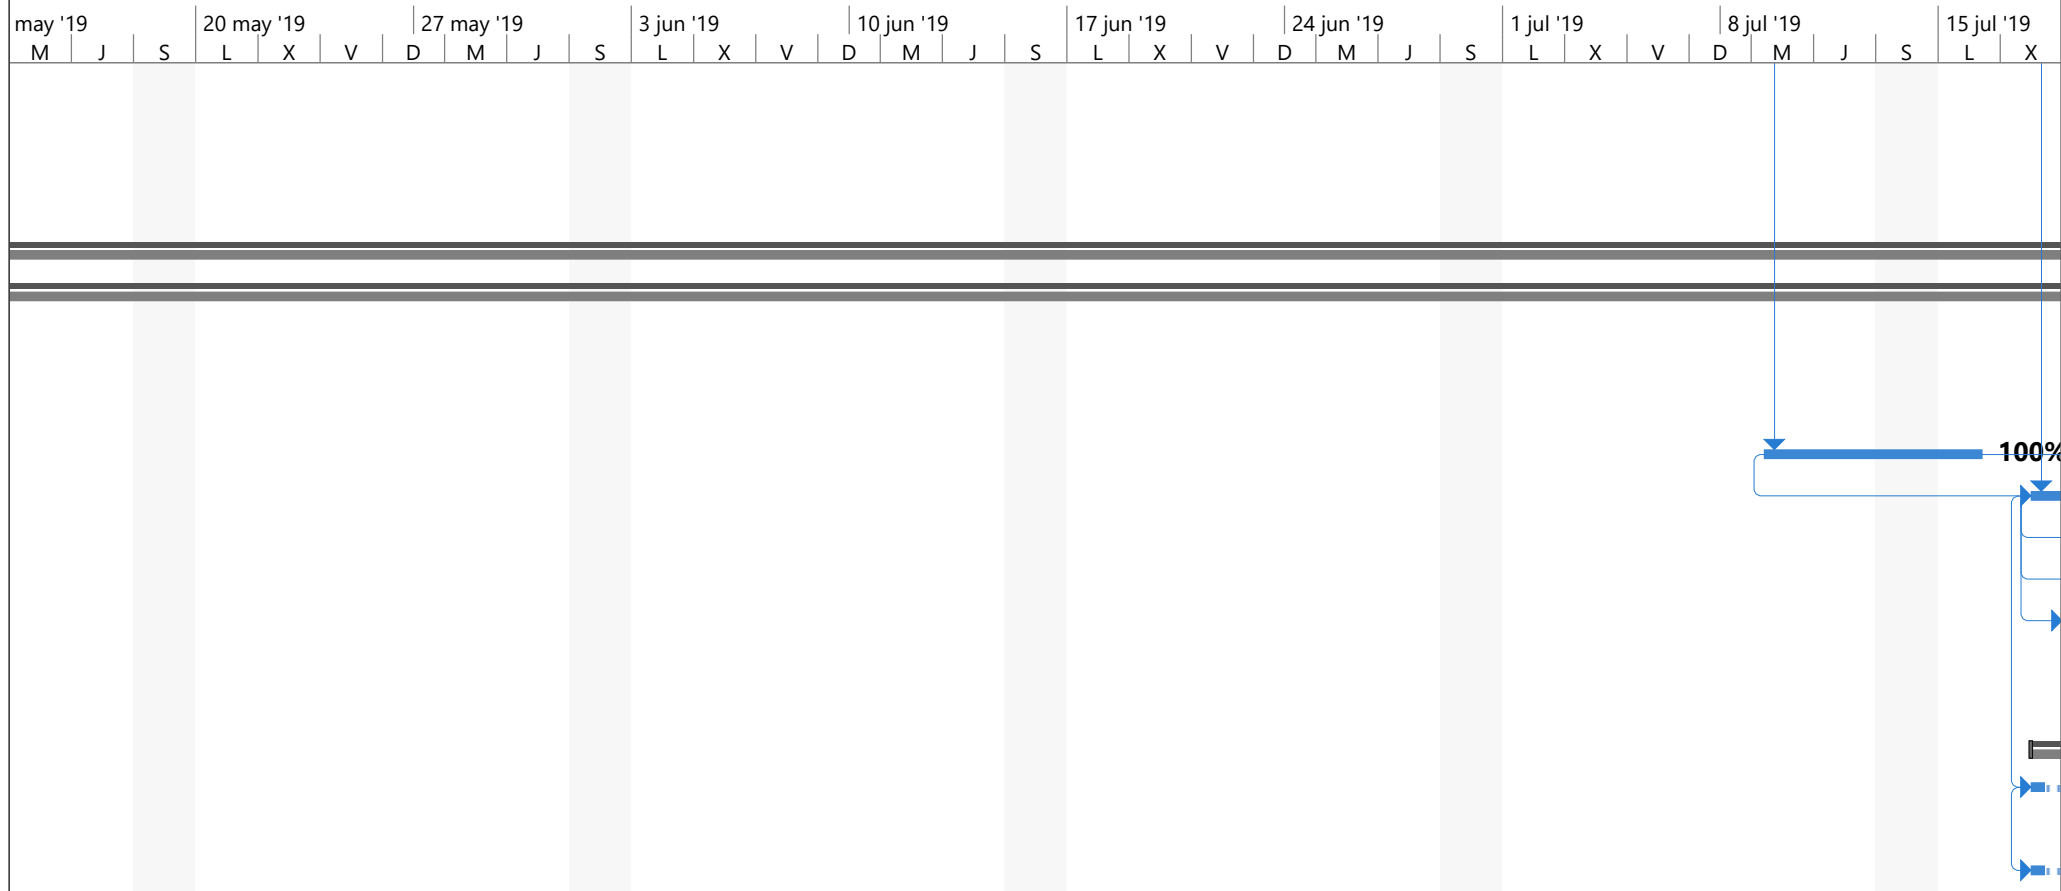 may '19 20 may '19 27 may '19 3 jun '19 10 jun '19 17 jun '19 24 jun '19 1 jul '19 8 jul '19 15 jul '19
M J S L X V D M J S L X V D M J S L X V D M J S L X V D M J S L X
100%